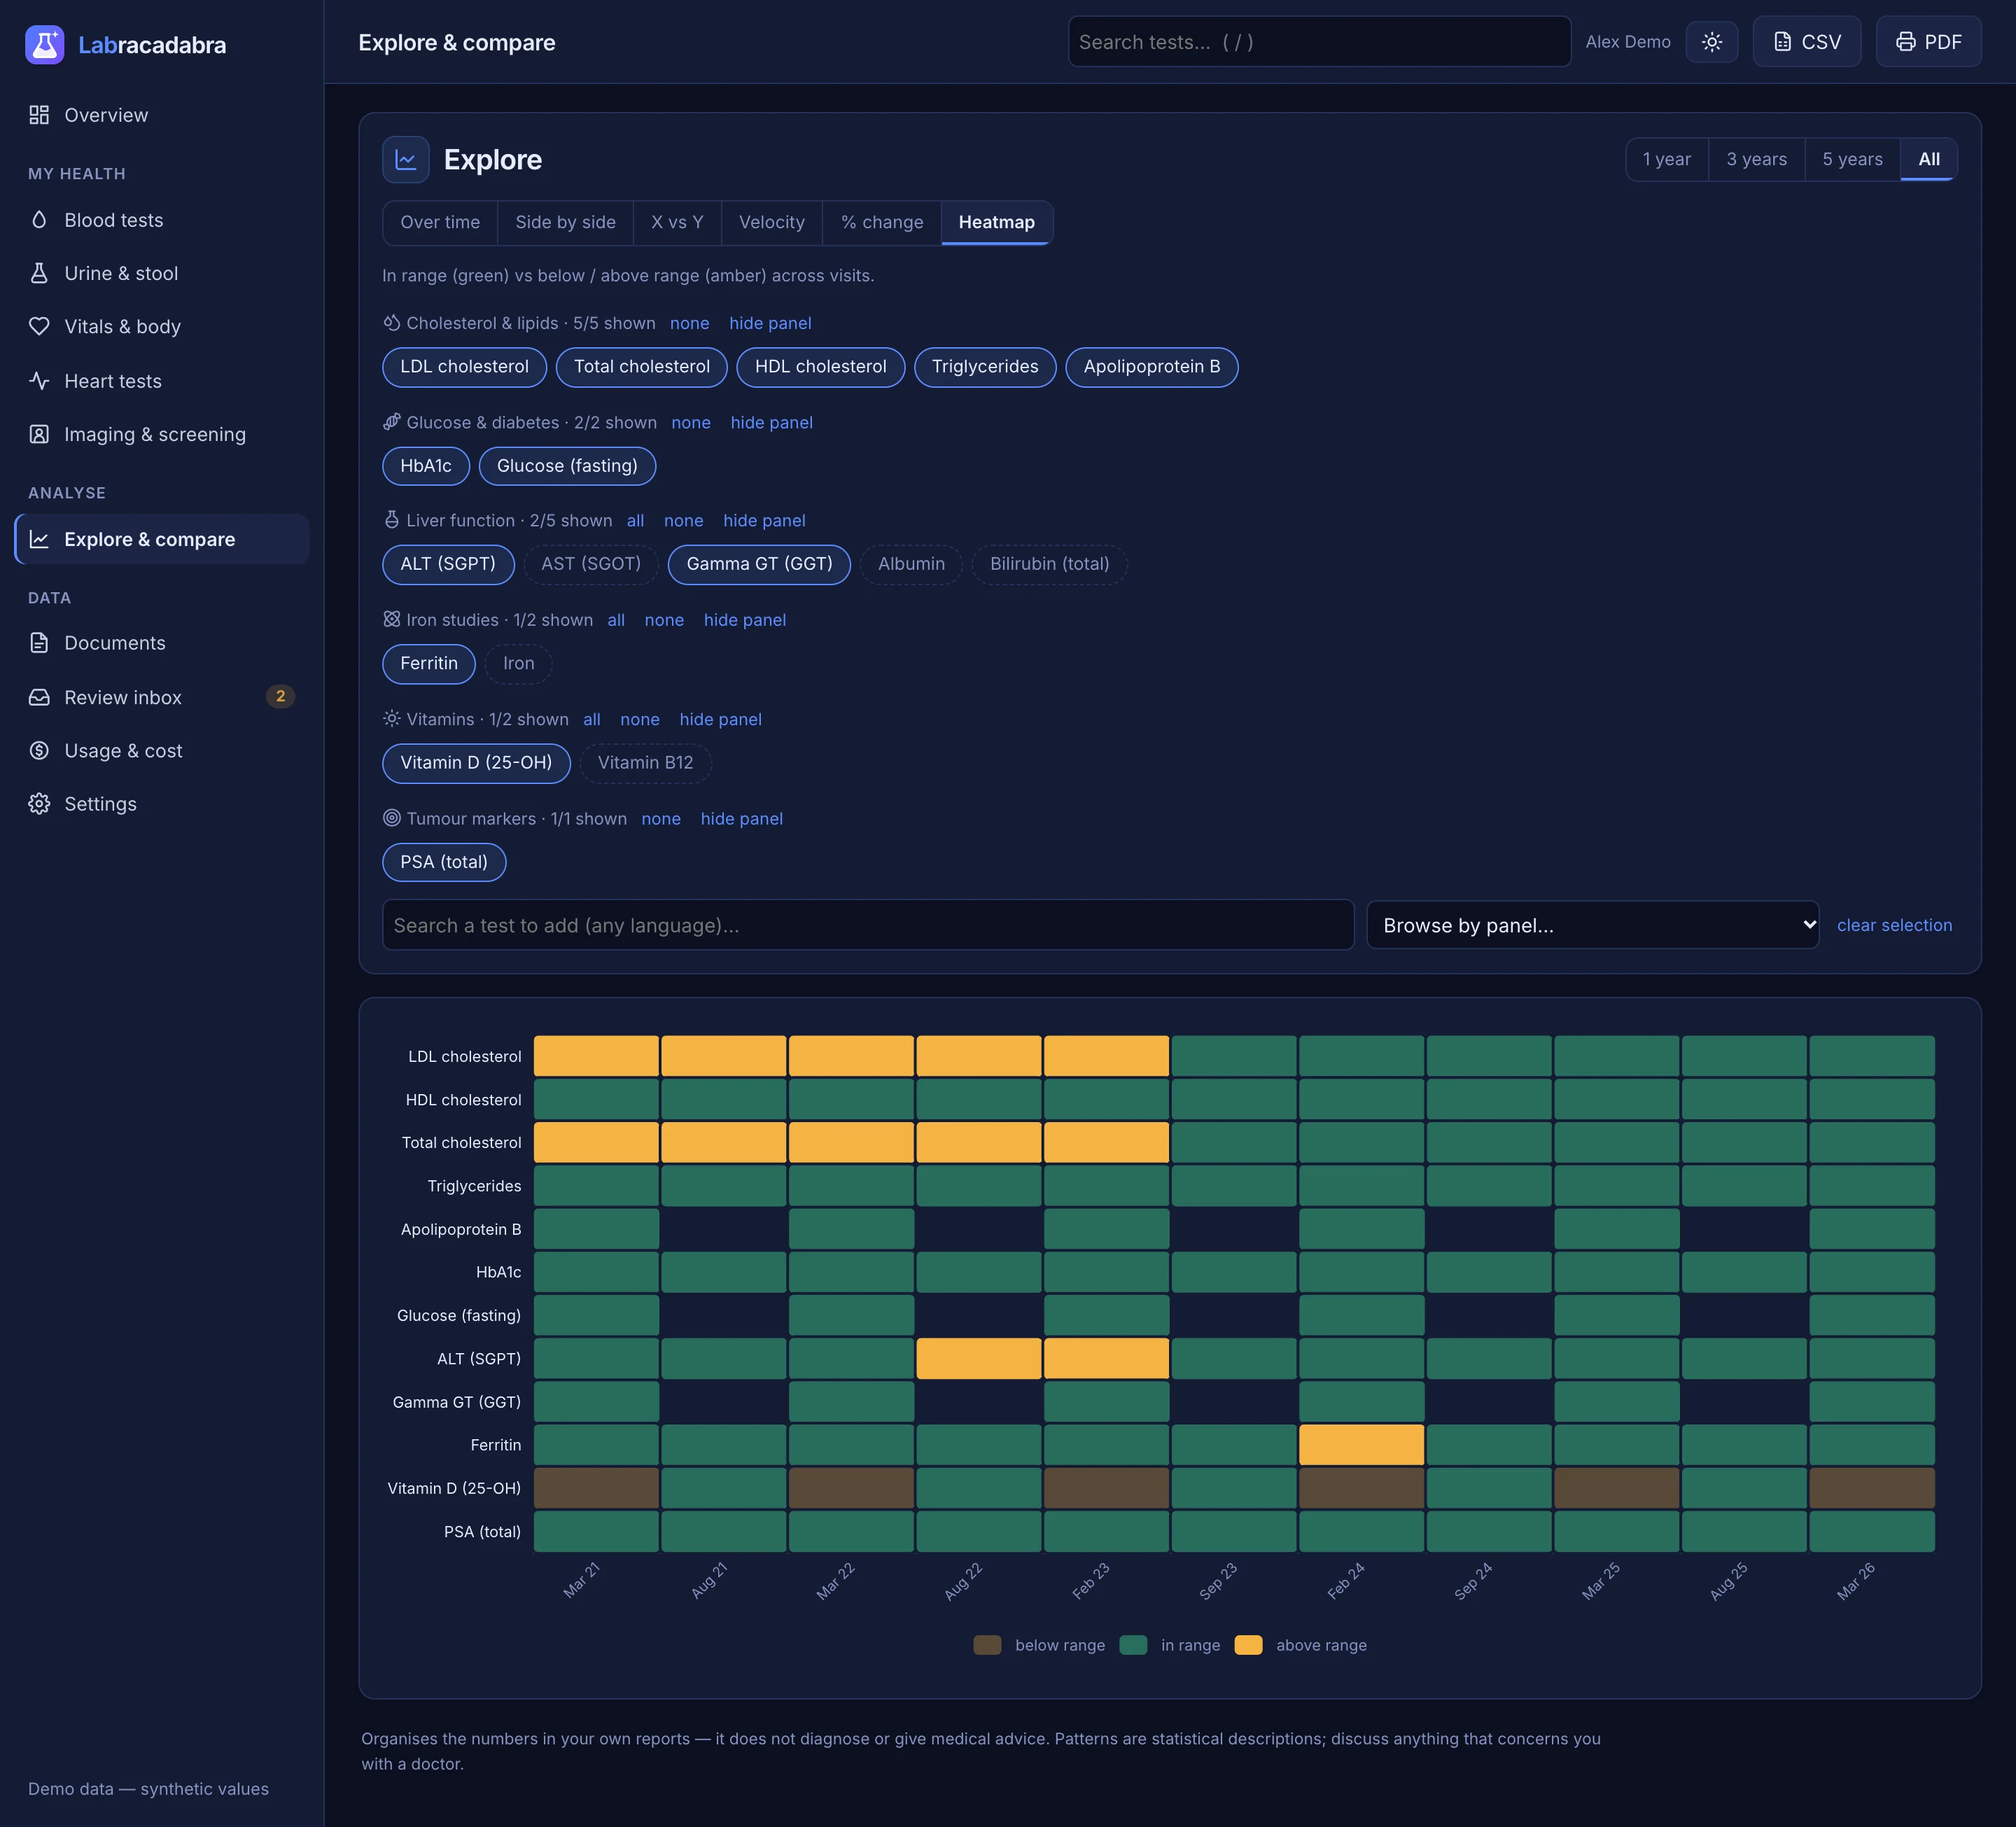 Labracadabra
Overview
MY HEALTH
Blood tests
Urine & stool
Vitals & body
Heart tests
Imaging & screening
ANALYSE
Explore & compare
DATA
Documents
Review inbox 2
Usage & cost
Settings
Demo data — synthetic values
Explore & compare
Search tests... ( / )
Alex Demo
CSV
PDF
Explore
1 year 3 years 5 years All
Over time Side by side X vs Y Velocity % change Heatmap
In range (green) vs below / above range (amber) across visits.
Cholesterol & lipids · 5/5 shown none hide panel
LDL cholesterol Total cholesterol HDL cholesterol Triglycerides Apolipoprotein B
Glucose & diabetes · 2/2 shown none hide panel
HbA1c Glucose (fasting)
Liver function · 2/5 shown all none hide panel
ALT (SGPT) AST (SGOT) Gamma GT (GGT) Albumin Bilirubin (total)
Iron studies · 1/2 shown all none hide panel
Ferritin Iron
Vitamins · 1/2 shown all none hide panel
Vitamin D (25-OH) Vitamin B12
Tumour markers · 1/1 shown none hide panel
PSA (total)
Search a test to add (any language)... Browse by panel... clear selection
LDL cholesterol
HDL cholesterol
Total cholesterol
Triglycerides
Apolipoprotein B
HbA1c
Glucose (fasting)
ALT (SGPT)
Gamma GT (GGT)
Ferritin
Vitamin D (25-OH)
PSA (total)
Mar 21 Aug 21 Mar 22 Aug 22 Feb 23 Sep 23 Feb 24 Sep 24 Mar 25 Aug 25 Mar 26
below range in range above range
Organises the numbers in your own reports — it does not diagnose or give medical advice. Patterns are statistical descriptions; discuss anything that concerns you
with a doctor.